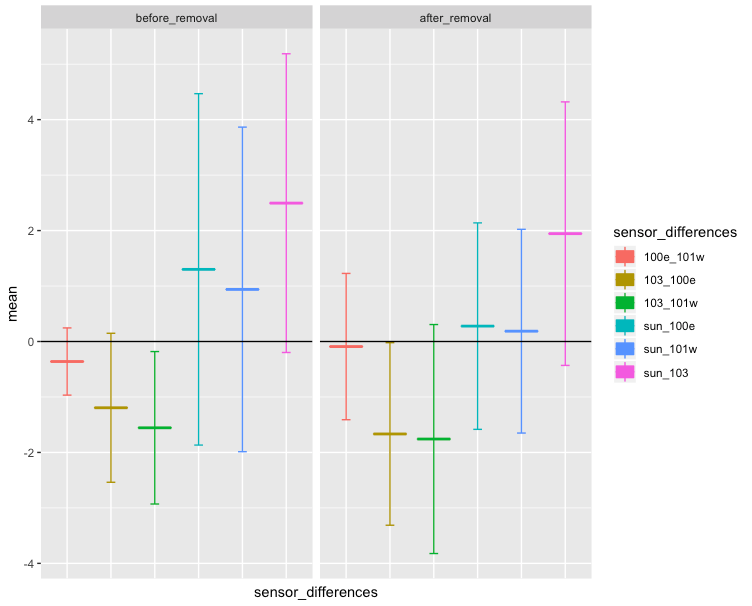 before_removal
after_removal
4
2
0
-2
-4
mean
sensor_differences
sensor_differences
100e_101w
103_100e
103_101w
sun_100e
sun_101w
sun_103